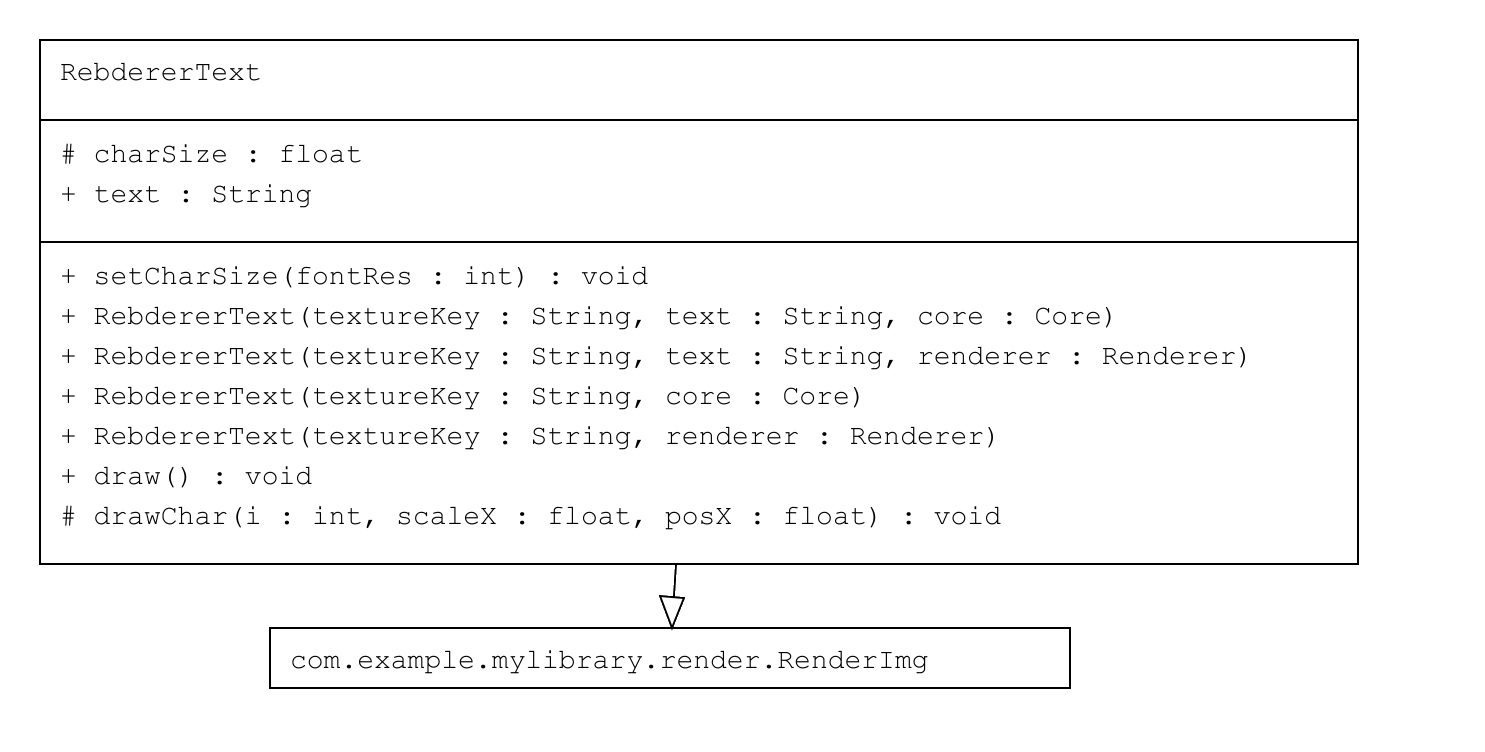 RebdererText
# charSize : float
+ text : String
+ setCharSize(fontRes : int) : void
+ RebdererText(textureKey : String, text : String, core : Core)
+ RebdererText(textureKey : String, text : String, renderer : Renderer)
+ RebdererText(textureKey : String, core : Core)
+ RebdererText(textureKey : String, renderer : Renderer)
+ draw() : void
# drawChar(i : int, scaleX : float, posX : float) : void
com.example.mylibrary.render.RenderImg